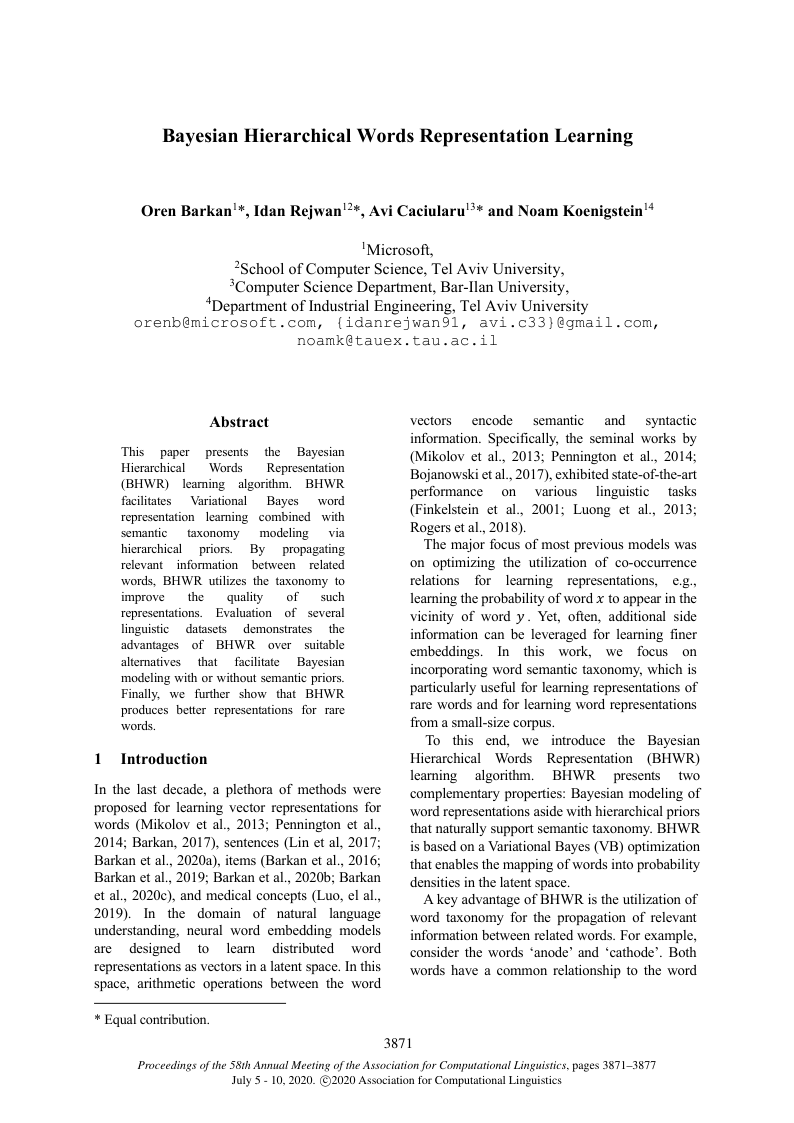 Bayesian Hierarchical Words Representation Learning
Oren Barkan1*, Idan Rejwan12*, Avi Caciularu13* and Noam Koenigstein14
1Microsoft,
2School of Computer Science, Tel Aviv University,
3Computer Science Department, Bar-Ilan University,
4Department of Industrial Engineering, Tel Aviv University
orenb@microsoft.com, {idanrejwan91, avi.c33}@gmail.com,
noamk@tauex.tau.ac.il
Abstract
This paper presents the Bayesian
Hierarchical Words Representation
(BHWR) learning algorithm. BHWR
facilitates Variational Bayes word
representation learning combined with
semantic taxonomy modeling via
hierarchical priors. By propagating
relevant information between related
words, BHWR utilizes the taxonomy to
improve the quality of such
representations. Evaluation of several
linguistic datasets demonstrates the
advantages of BHWR over suitable
alternatives that facilitate Bayesian
modeling with or without semantic priors.
Finally, we further show that BHWR
produces better representations for rare
words.
1 Introduction
In the last decade, a plethora of methods were
proposed for learning vector representations for
words (Mikolov et al., 2013; Pennington et al.,
2014; Barkan, 2017), sentences (Lin et al, 2017;
Barkan et al., 2020a), items (Barkan et al., 2016;
Barkan et al., 2019; Barkan et al., 2020b; Barkan
et al., 2020c), and medical concepts (Luo, el al.,
2019). In the domain of natural language
understanding, neural word embedding models
are designed to learn distributed word
representations as vectors in a latent space. In this
space, arithmetic operations between the word
* Equal contribution.
vectors encode semantic and syntactic
information. Specifically, the seminal works by
(Mikolov et al., 2013; Pennington et al., 2014;
Bojanowski et al., 2017), exhibited state-of-the-art
performance on various linguistic tasks
(Finkelstein et al., 2001; Luong et al., 2013;
Rogers et al., 2018).
The major focus of most previous models was
on optimizing the utilization of co-occurrence
relations for learning representations, e.g.,
learning the probability of word x to appear in the
vicinity of word y . Yet, often, additional side
information can be leveraged for learning finer
embeddings. In this work, we focus on
incorporating word semantic taxonomy, which is
particularly useful for learning representations of
rare words and for learning word representations
from a small-size corpus.
To this end, we introduce the Bayesian
Hierarchical Words Representation (BHWR)
learning algorithm. BHWR presents two
complementary properties: Bayesian modeling of
word representations aside with hierarchical priors
that naturally support semantic taxonomy. BHWR
is based on a Variational Bayes (VB) optimization
that enables the mapping of words into probability
densities in the latent space.
A key advantage of BHWR is the utilization of
word taxonomy for the propagation of relevant
information between related words. For example,
consider the words ‘anode’ and ‘cathode’. Both
words have a common relationship to the word
3871
Proceedings of the 58th Annual Meeting of the Association for Computational Linguistics, pages 3871–3877
July 5 - 10, 2020. ©2020 Association for Computational Linguistics